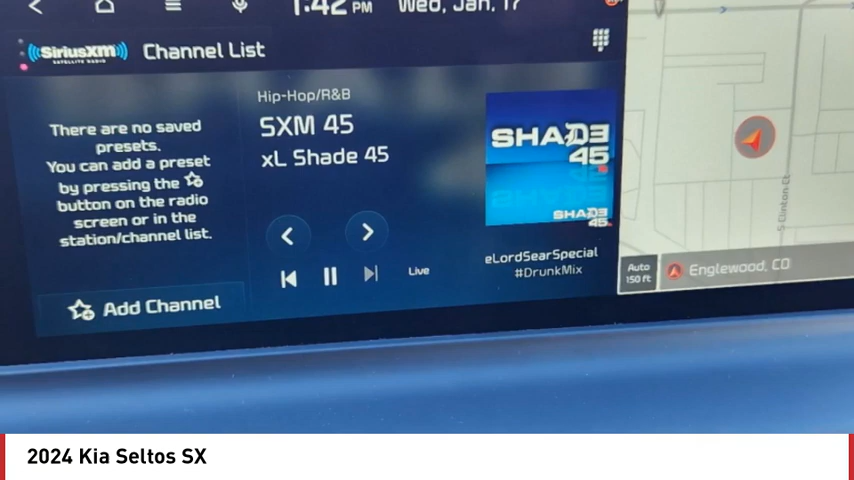 1:42 PM Wed, Jan, 17
SiriusXM
SATELLITE RADIO
Channel List
There are no saved
presets.
You can add a preset
by pressing the
button on the radio
screen or in the
station/channel list.
Add Channel
Hip-Hop/R&B
SXM 45
xL Shade 45
Live
SHADE
45
SHADE
45
eLordSearSpecial
#DrunkMix
S Clinton Ct
Auto
150 ft
Englewood, CO
2024 Kia Seltos SX